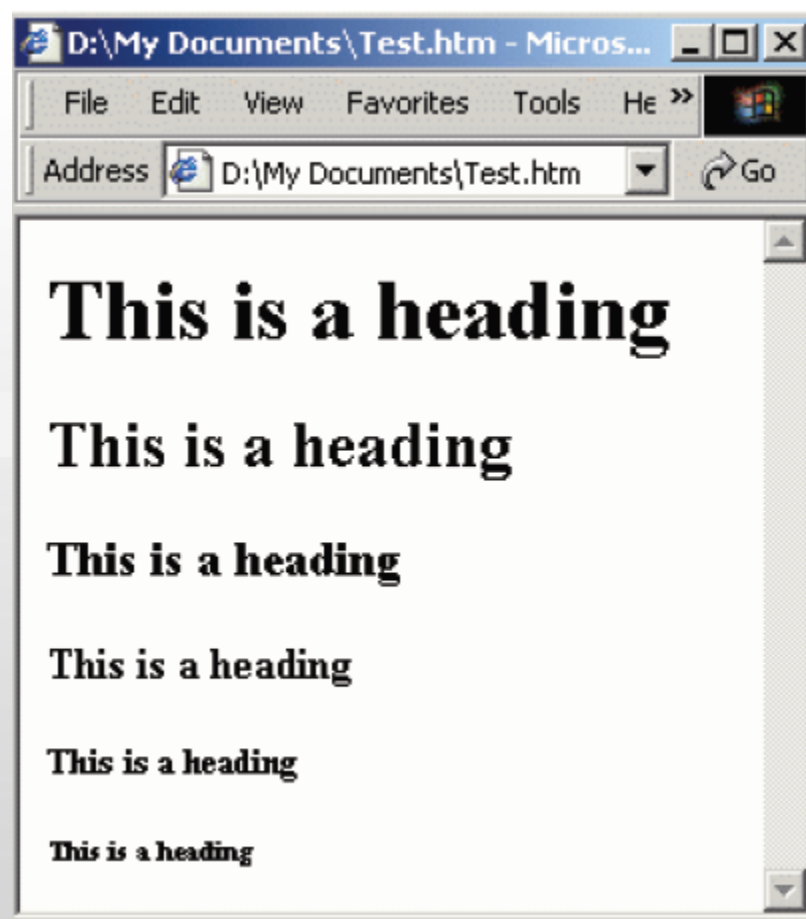 D:\My Documents\Test.htm - Micros...
File Edit View Favorites Tools He »
Address D:\My Documents\Test.htm Go
This is a heading
This is a heading
This is a heading
This is a heading
This is a heading
This is a heading